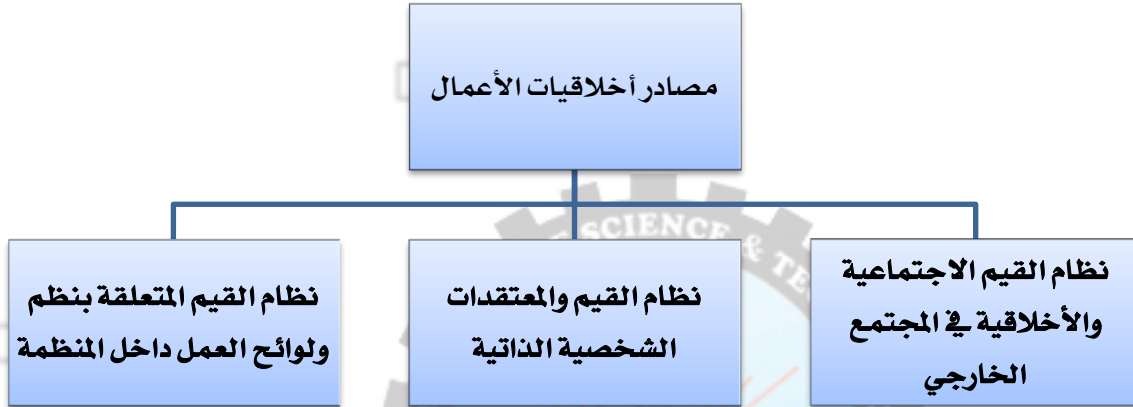 مصادر أخلاقيات الأعمال
SCIENCE &
نظام القيم الاجتماعية
والأخلاقية في المجتمع
الخارجي
نظام القيم والمعتقدات
الشخصية الذاتية
نظام القيم المتعلقة بنظم
ولوائح العمل داخل المنظمة